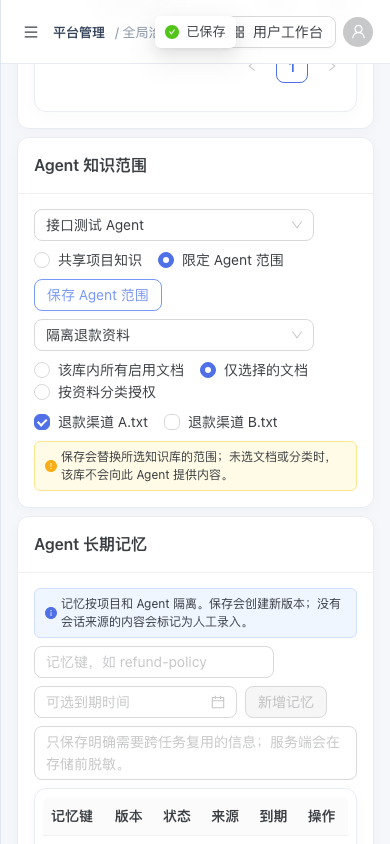 平台管理 / 全局治 已保存 用户工作台
1
Agent 知识范围
接口测试 Agent
共享项目知识 限定 Agent 范围
保存 Agent 范围
隔离退款资料
该库内所有启用文档 仅选择的文档
按资料分类授权
退款渠道 A.txt 退款渠道 B.txt
保存会替换所选知识库的范围；未选文档或分类时，
该库不会向此 Agent 提供内容。
Agent 长期记忆
记忆按项目和 Agent 隔离。保存会创建新版本；没有
会话来源的内容会标记为人工录入。
记忆键，如 refund-policy
可选到期时间 新增记忆
只保存明确需要跨任务复用的信息；服务端会在
存储前脱敏。
记忆键 版本 状态 来源 到期 操作